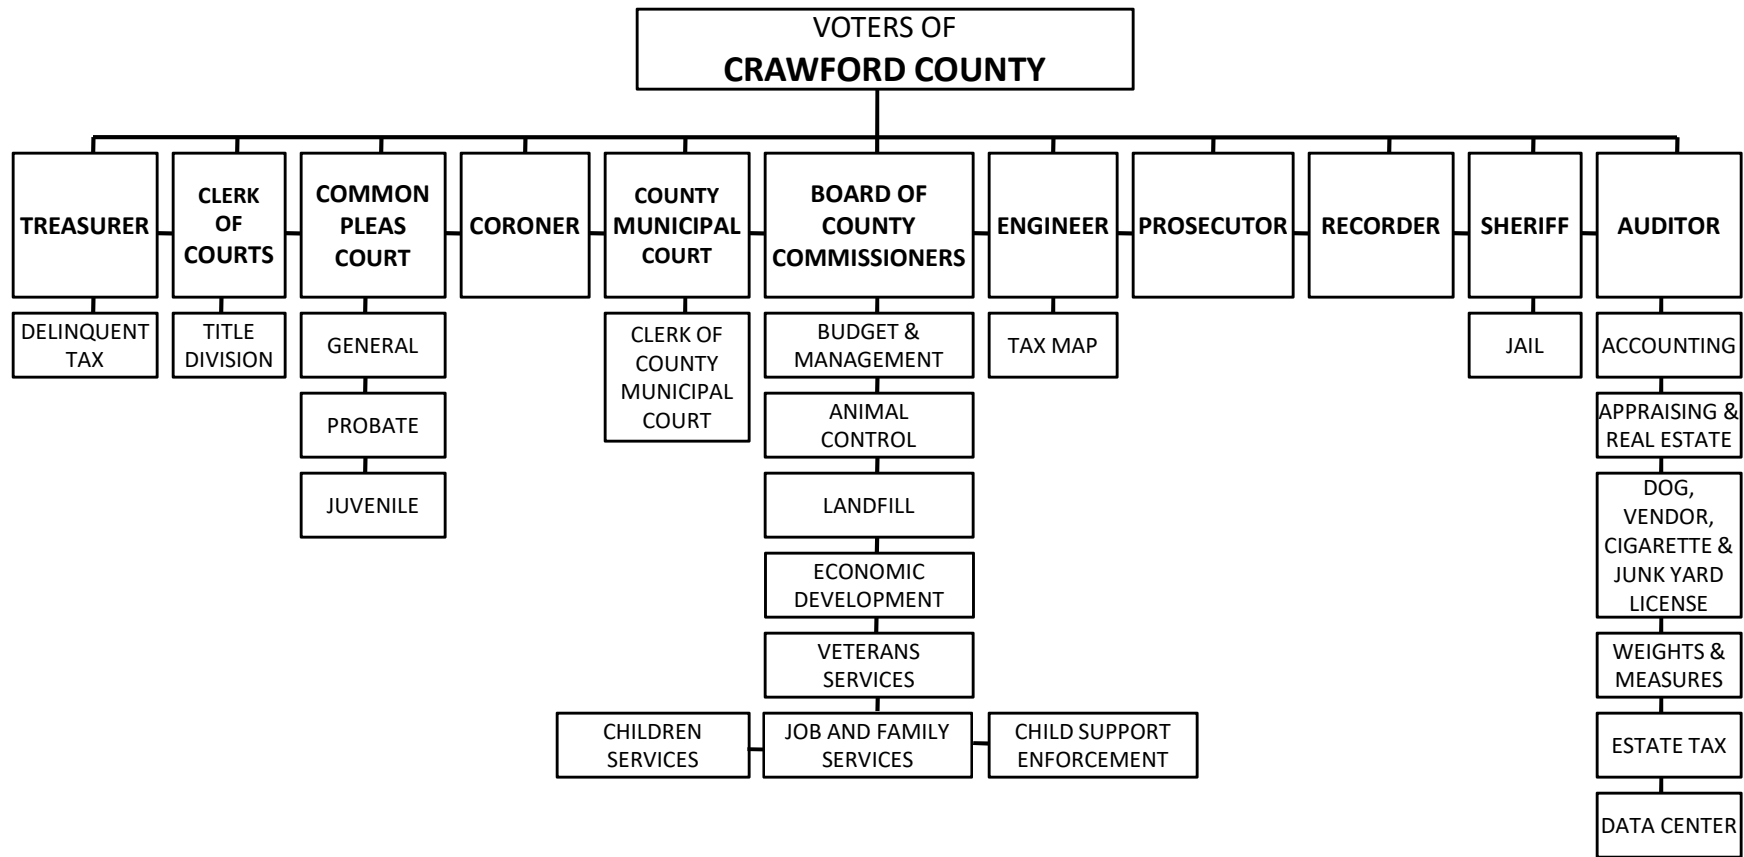 VOTERS OF
CRAWFORD COUNTY
TREASURER
CLERK
OF
COURTS
COMMON
PLEAS
COURT
CORONER
COUNTY
MUNICIPAL
COURT
BOARD OF
COUNTY
COMMISSIONERS
ENGINEER
PROSECUTOR
RECORDER
SHERIFF
AUDITOR
DELINQUENT
TAX
TITLE
DIVISION
GENERAL
PROBATE
JUVENILE
CLERK OF
COUNTY
MUNICIPAL
COURT
BUDGET &
MANAGEMENT
ANIMAL
CONTROL
LANDFILL
ECONOMIC
DEVELOPMENT
VETERANS
SERVICES
CHILDREN
SERVICES
JOB AND FAMILY
SERVICES
CHILD SUPPORT
ENFORCEMENT
TAX MAP
JAIL
ACCOUNTING
APPRAISING &
REAL ESTATE
DOG,
VENDOR,
CIGARETTE &
JUNK YARD
LICENSE
WEIGHTS &
MEASURES
ESTATE TAX
DATA CENTER